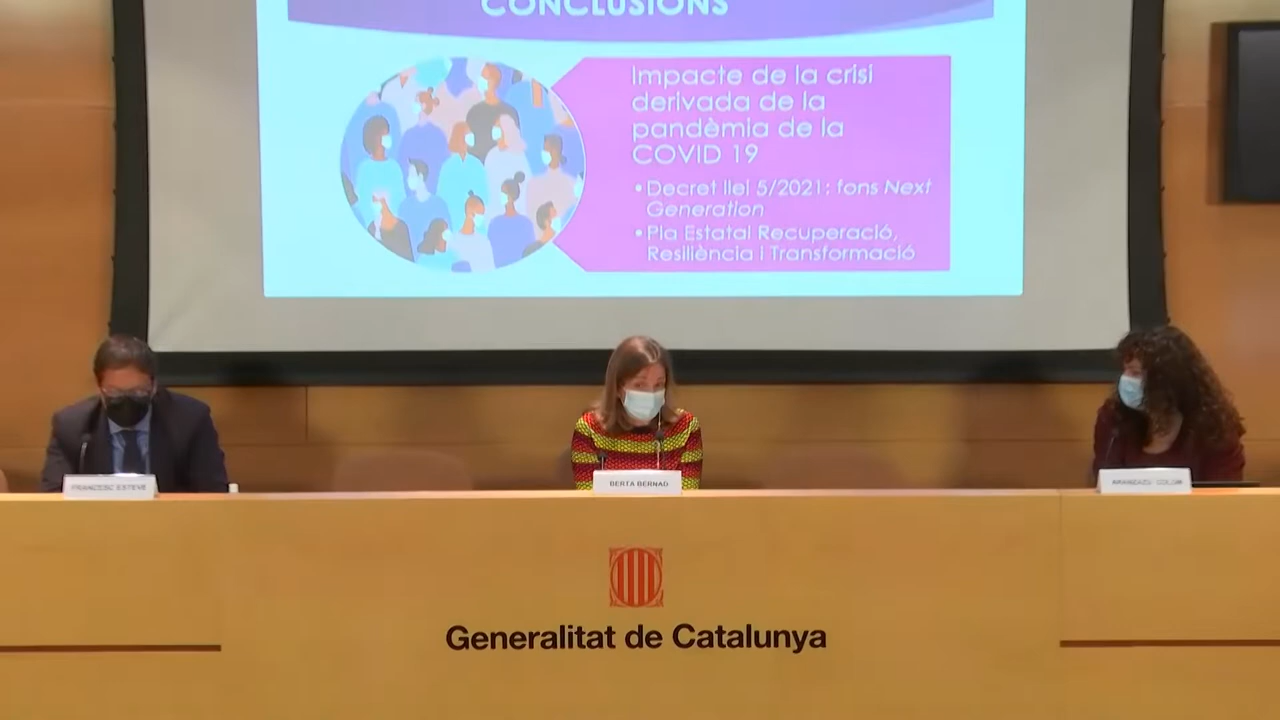 CONCLUSIONS
Impacte de la crisi
derivada de la
pandèmia de la
COVID 19
•Decret llei 5/2021: fons Next
Generation
•Pla Estatal Recuperació,
Resiliència i Transformació
FRANCESC ESTEVE
BERTA BERNAD
ARANZAZU COLOM
Generalitat de Catalunya